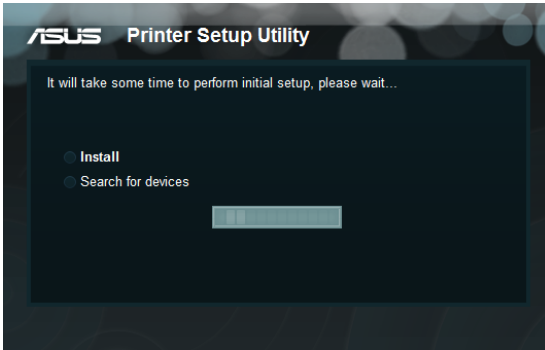 ASUS Printer Setup Utility
It will take some time to perform initial setup, please wait...
Install
Search for devices